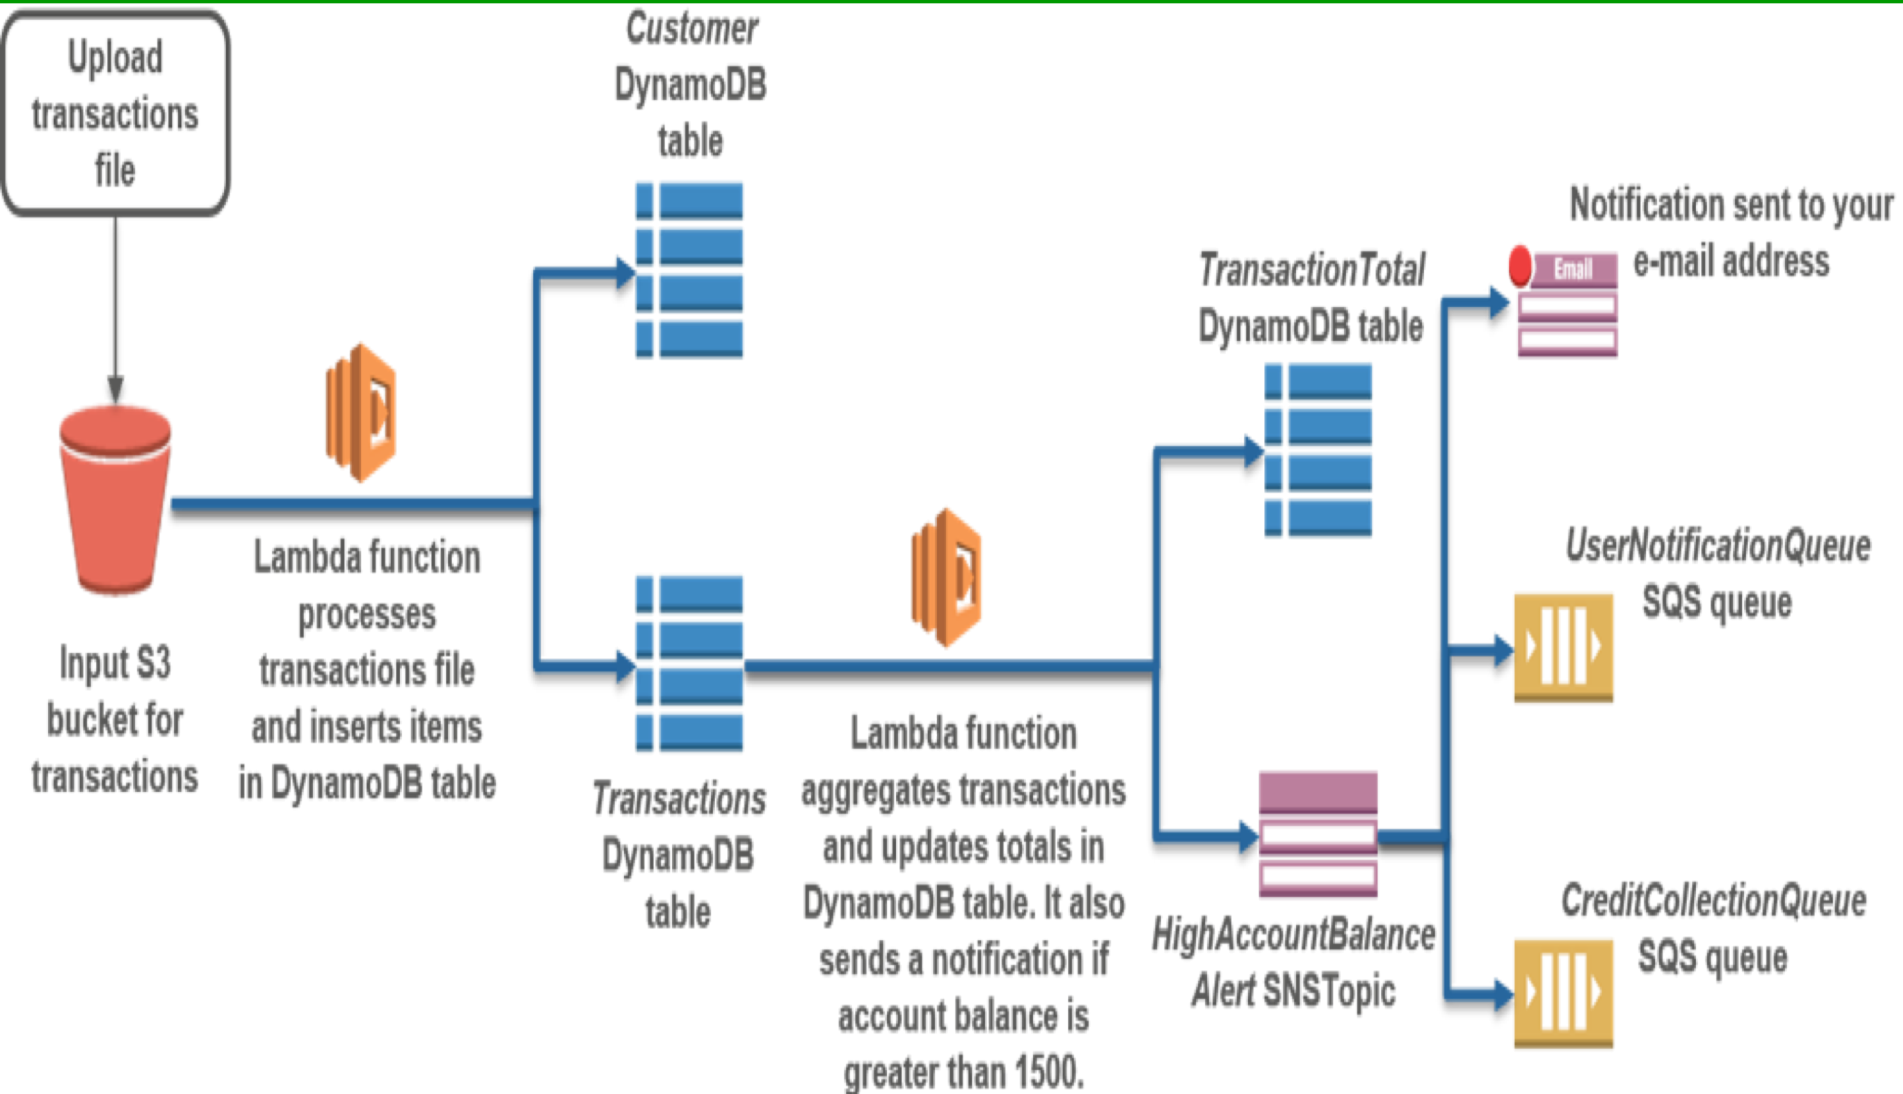 Upload
transactions
file
Customer
DynamoDB
table
Input S3
bucket for
transactions
Lambda function
processes
transactions file
and inserts items
in DynamoDB table
Transactions
DynamoDB
table
Lambda function
aggregates transactions
and updates totals in
DynamoDB table. It also
sends a notification if
account balance is
greater than 1500.
TransactionTotal
DynamoDB table
HighAccountBalance
Alert SNSTopic
Notification sent to your
e-mail address
Email
UserNotificationQueue
SQS queue
CreditCollectionQueue
SQS queue